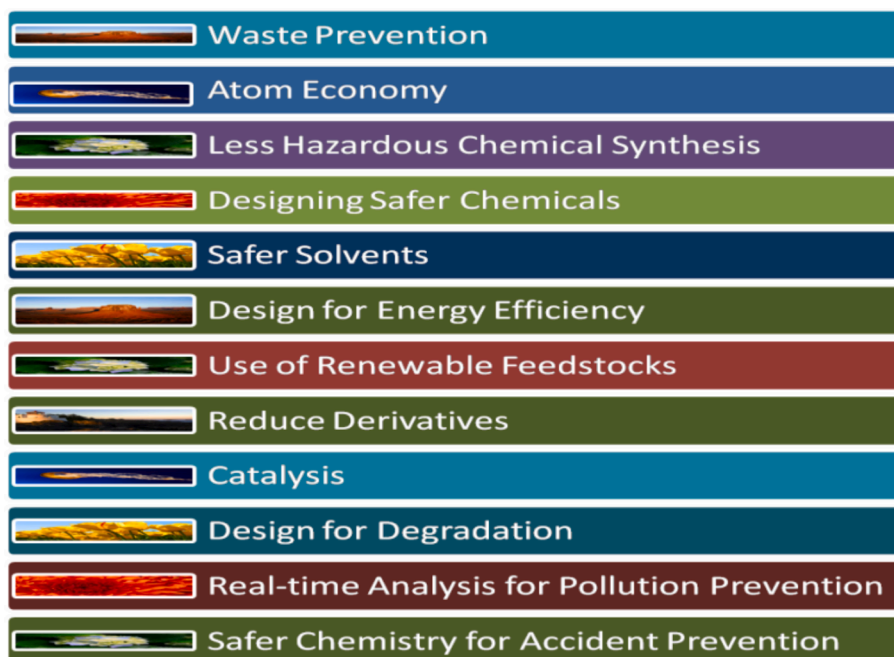 Waste Prevention
Atom Economy
Less Hazardous Chemical Synthesis
Designing Safer Chemicals
Safer Solvents
Design for Energy Efficiency
Use of Renewable Feedstocks
Reduce Derivatives
Catalysis
Design for Degradation
Real-time Analysis for Pollution Prevention
Safer Chemistry for Accident Prevention